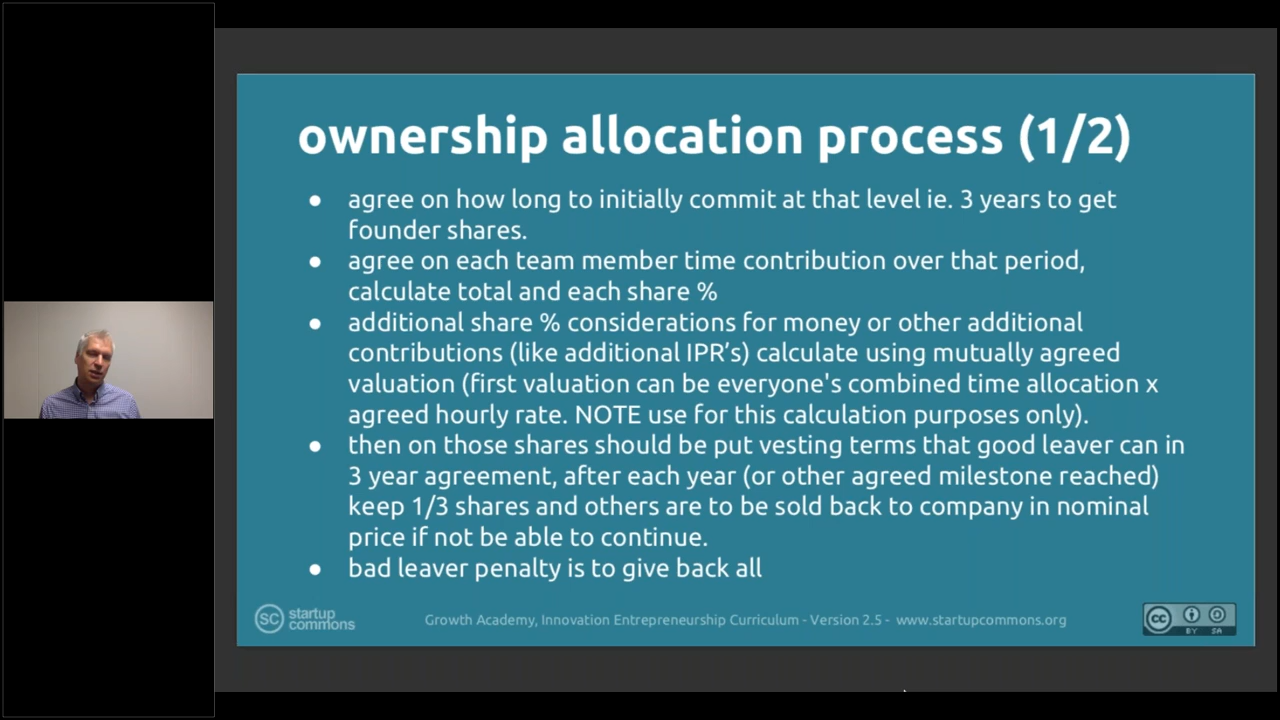 ownership allocation process (1/2)
● agree on how long to initially commit at that level ie. 3 years to get
founder shares.
● agree on each team member time contribution over that period,
calculate total and each share %
● additional share % considerations for money or other additional
contributions (like additional IPR’s) calculate using mutually agreed
valuation (first valuation can be everyone's combined time allocation x
agreed hourly rate. NOTE use for this calculation purposes only).
● then on those shares should be put vesting terms that good leaver can in
3 year agreement, after each year (or other agreed milestone reached)
keep 1/3 shares and others are to be sold back to company in nominal
price if not be able to continue.
● bad leaver penalty is to give back all
SC startup
commons
Growth Academy, Innovation Entrepreneurship Curriculum - Version 2.5 - www.startupcommons.org
cc
BY SA